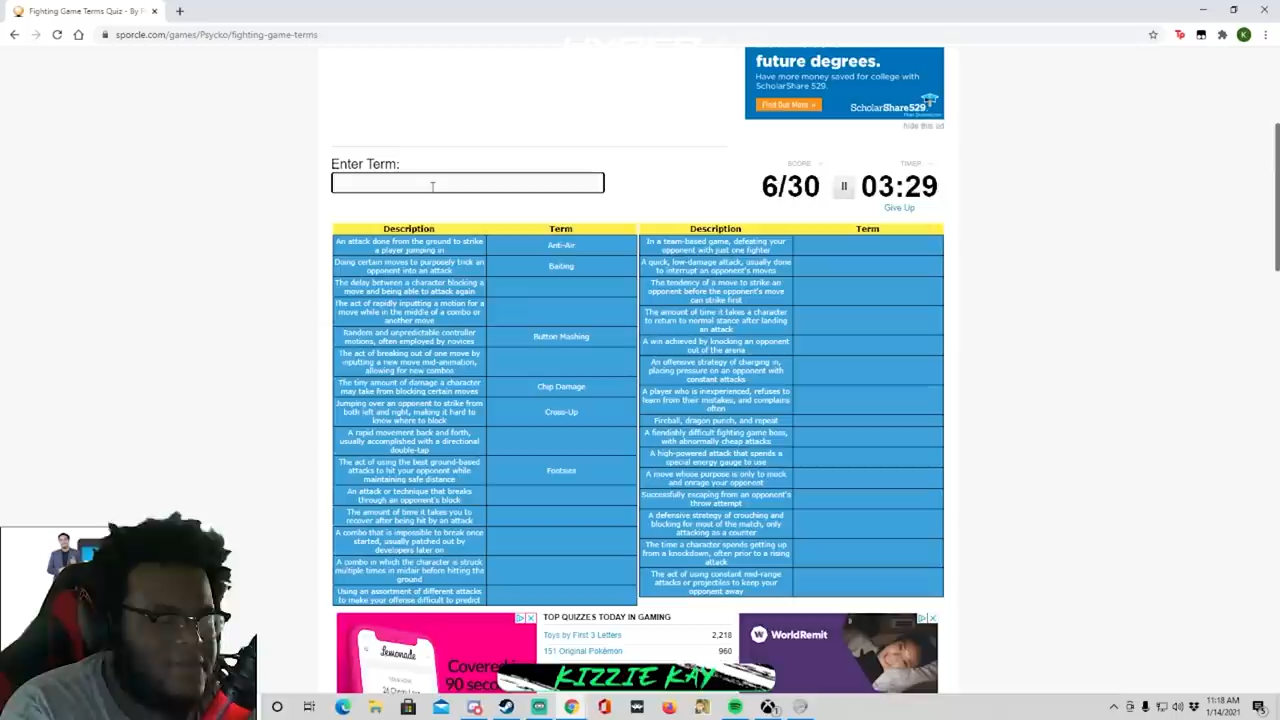 Fighting Game Terms Quiz - By P
sporcle.com/games/Psycko/fighting-game-terms
future degrees.
Have more money saved for college with
ScholarShare 529.
Find Out More
ScholarShare529
hide this ad
Enter Term:
SCORE
TIMER
6/30
03:29
Give Up
Description
Term
An attack done from the ground to strike
a player jumping in
Anti-Air
Doing certain moves to purposely trick an
opponent into an attack
Baiting
The delay between a character blocking a
move and being able to attack again
The act of rapidly inputting a motion for a
move while in the middle of a combo or
another move
Random and unpredictable controller
motions, often employed by novices
Button Mashing
The act of breaking out of one move by
inputting a new move mid-animation,
allowing for new combos
The tiny amount of damage a character
may take from blocking certain moves
Chip Damage
Jumping over an opponent to strike from
both left and right, making it hard to
know where to block
Cross-Up
A rapid movement back and forth,
usually accomplished with a directional
double-tap
The act of using the best ground-based
attacks to hit your opponent while
maintaining safe distance
Footsies
An attack or technique that breaks
through an opponent's block
The amount of time it takes you to
recover after being hit by an attack
A combo that is impossible to break once
started, usually patched out by
developers later on
A combo in which the character is struck
multiple times in midair before hitting the
ground
Using an assortment of different attacks
to make your offense difficult to predict
Description
Term
In a team-based game, defeating your
opponent with just one fighter
A quick, low-damage attack, usually done
to interrupt an opponent's moves
The tendency of a move to strike an
opponent before the opponent's move
can strike first
The amount of time it takes a character
to return to normal stance after landing
an attack
A win achieved by knocking an opponent
out of the arena
An offensive strategy of charging in,
placing pressure on an opponent with
constant attacks
A player who is inexperienced, refuses to
learn from their mistakes, and complains
often
Fireball, dragon punch, and repeat
A fiendishly difficult fighting game boss,
with abnormally cheap attacks
A high-powered attack that spends a
special energy gauge to use
A move whose purpose is only to mock
and enrage your opponent
Successfully escaping from an opponent's
throw attempt
A defensive strategy of crouching and
blocking for most of the match, only
attacking as a counter
The time a character spends getting up
from a knockdown, often prior to a rising
attack
The act of using constant mid-range
attacks or projectiles to keep your
opponent away
Lemonade
Covered
90 seco
TOP QUIZZES TODAY IN GAMING
Toys by First 3 Letters
2,218
151 Original Pokémon
960
WorldRemit
KIZZIE KAY
11:18 AM
1/14/2021